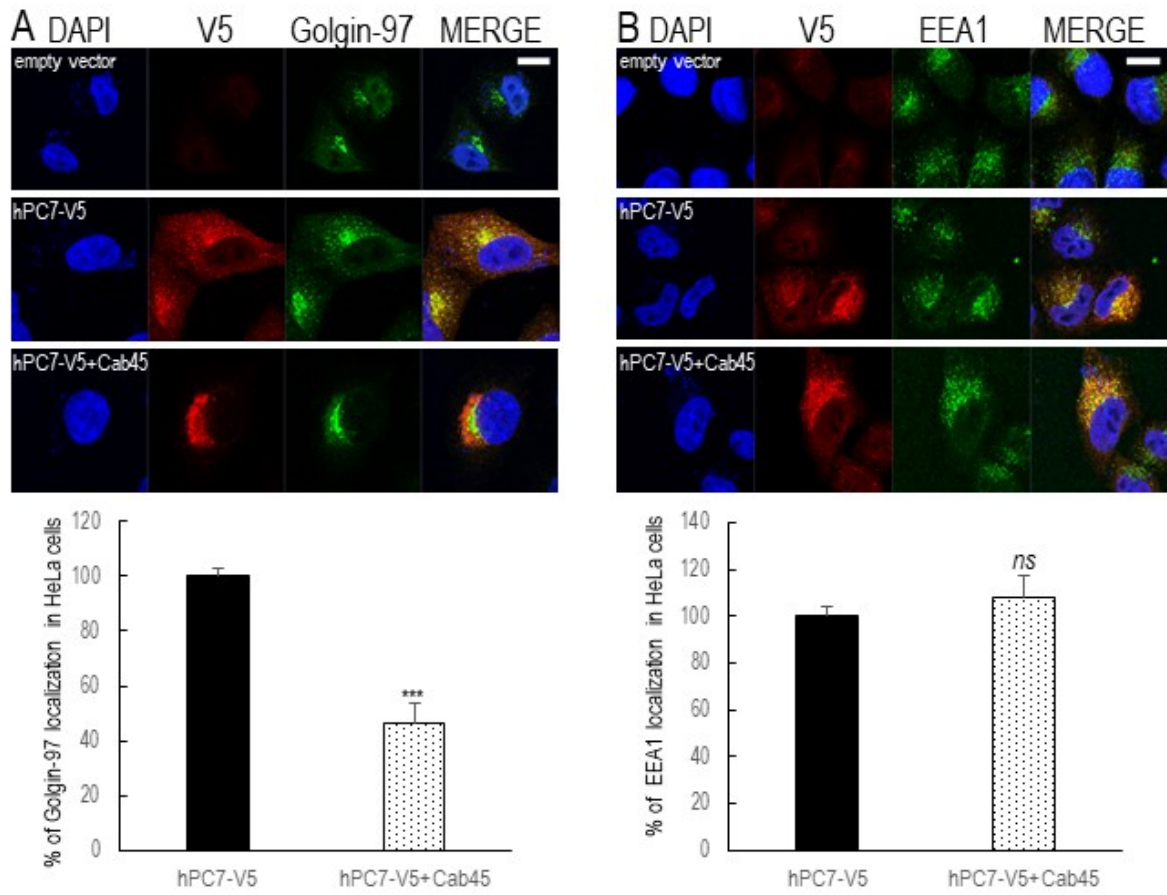 A DAPI V5 Golgin-97 MERGE
empty vector
hPC7-V5
hPC7-V5+Cab45
% of Golgin-97 localization in HeLa cells
120
100
80
60
40
20
0
***
hPC7-V5 hPC7-V5+Cab45
B DAPI V5 EEA1 MERGE
empty vector
hPC7-V5
hPC7-V5+Cab45
% of EEA1 localization in HeLa cells
140
120
100
80
60
40
20
0
ns
hPC7-V5 hPC7-V5+Cab45